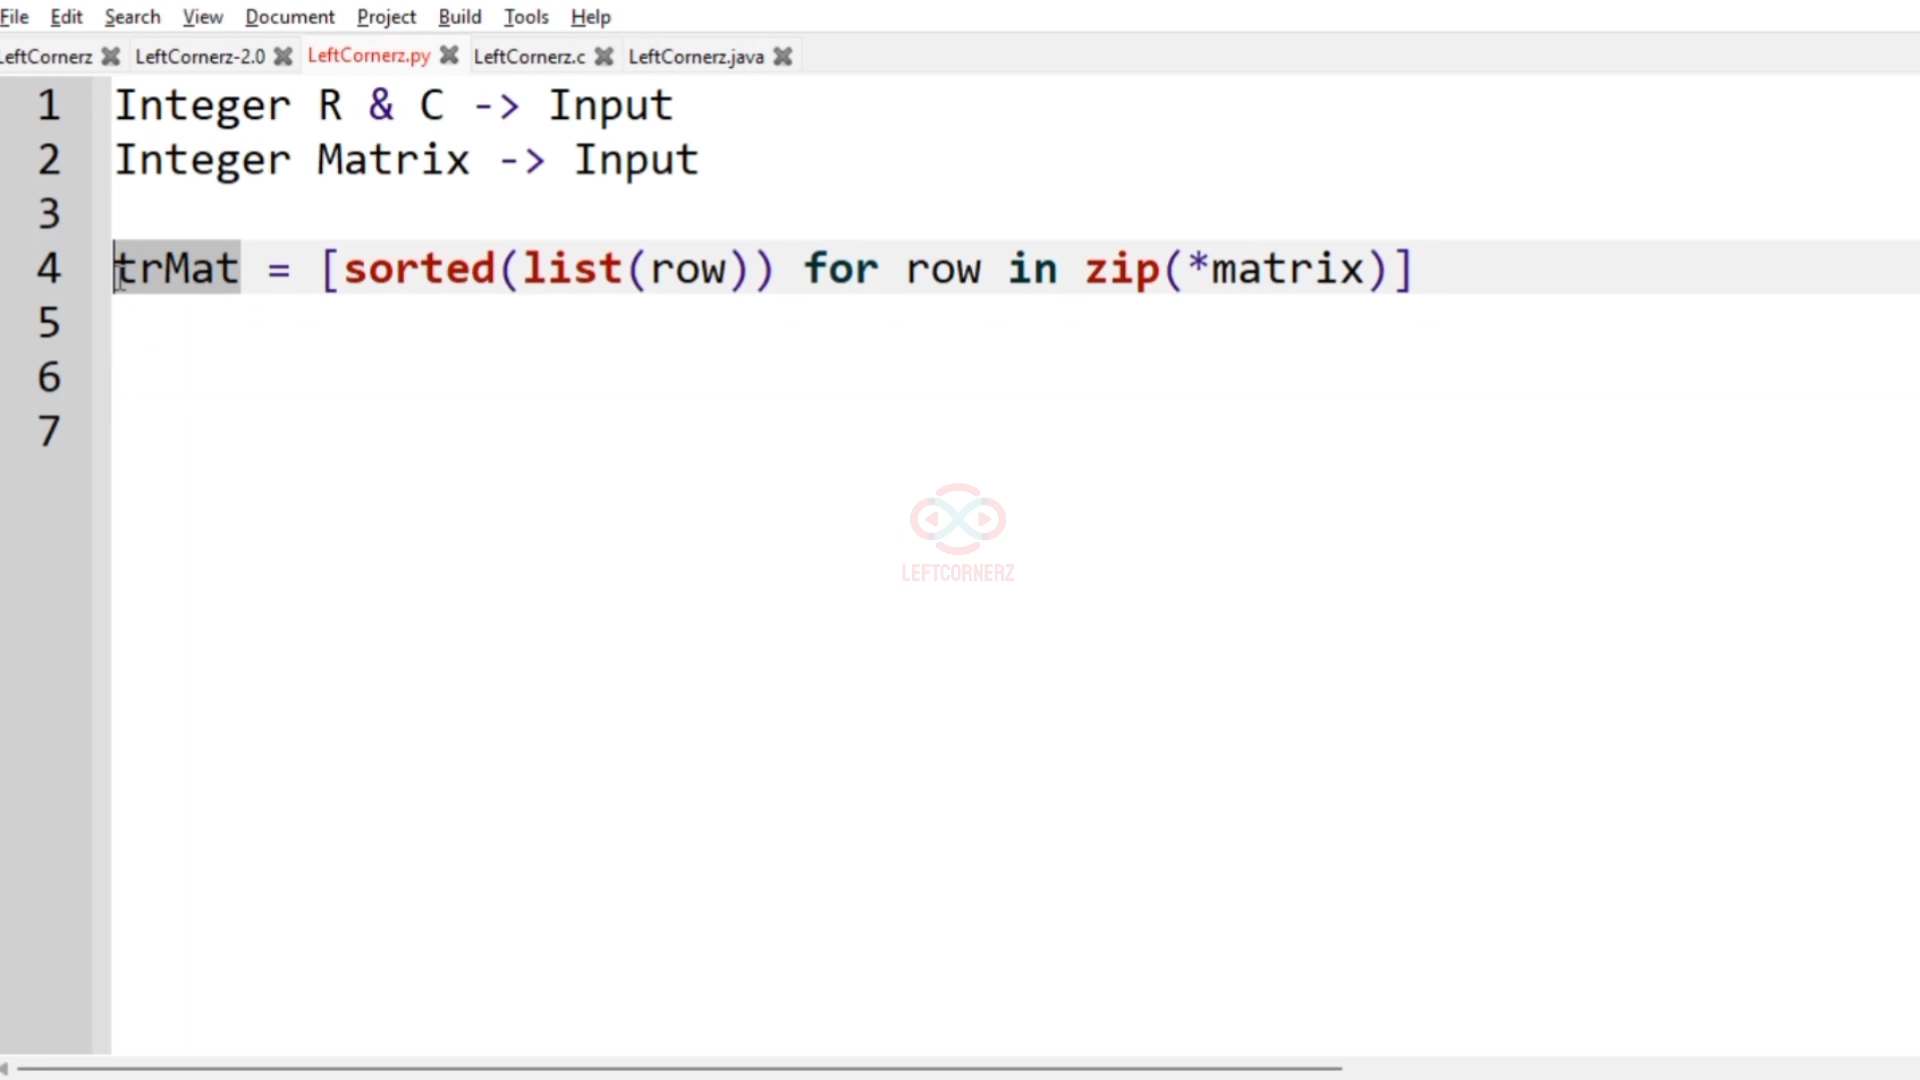 File Edit Search View Document Project Build Tools Help
LeftCornerz LeftCornerz-2.0 LeftCornerz.py LeftCornerz.c LeftCornerz.java
1 Integer R & C -> Input
2 Integer Matrix -> Input
3
4 trMat = [sorted(list(row)) for row in zip(*matrix)]
5
6
7
LEFTCORNERZ